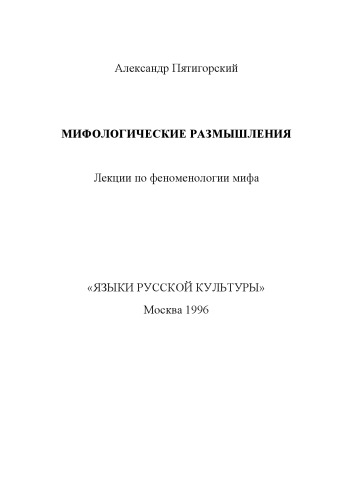 Александр Пятигорский
МИФОЛОГИЧЕСКИЕ РАЗМЫШЛЕНИЯ
Лекции по феноменологии мифа
«ЯЗЫКИ РУССКОЙ КУЛЬТУРЫ»
Москва 1996